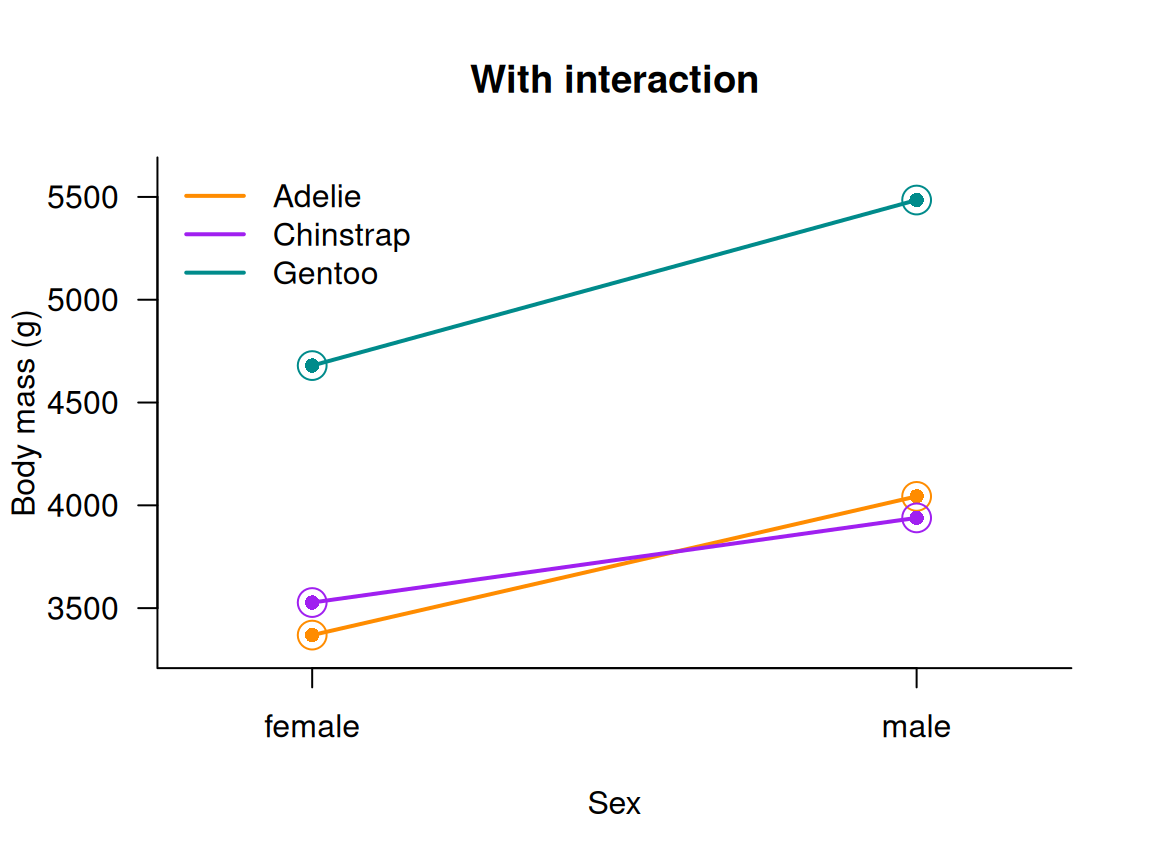 With interaction
Adelie
Chinstrap
Gentoo
5500
5000
4500
4000
3500
Body mass (g)
female
male
Sex